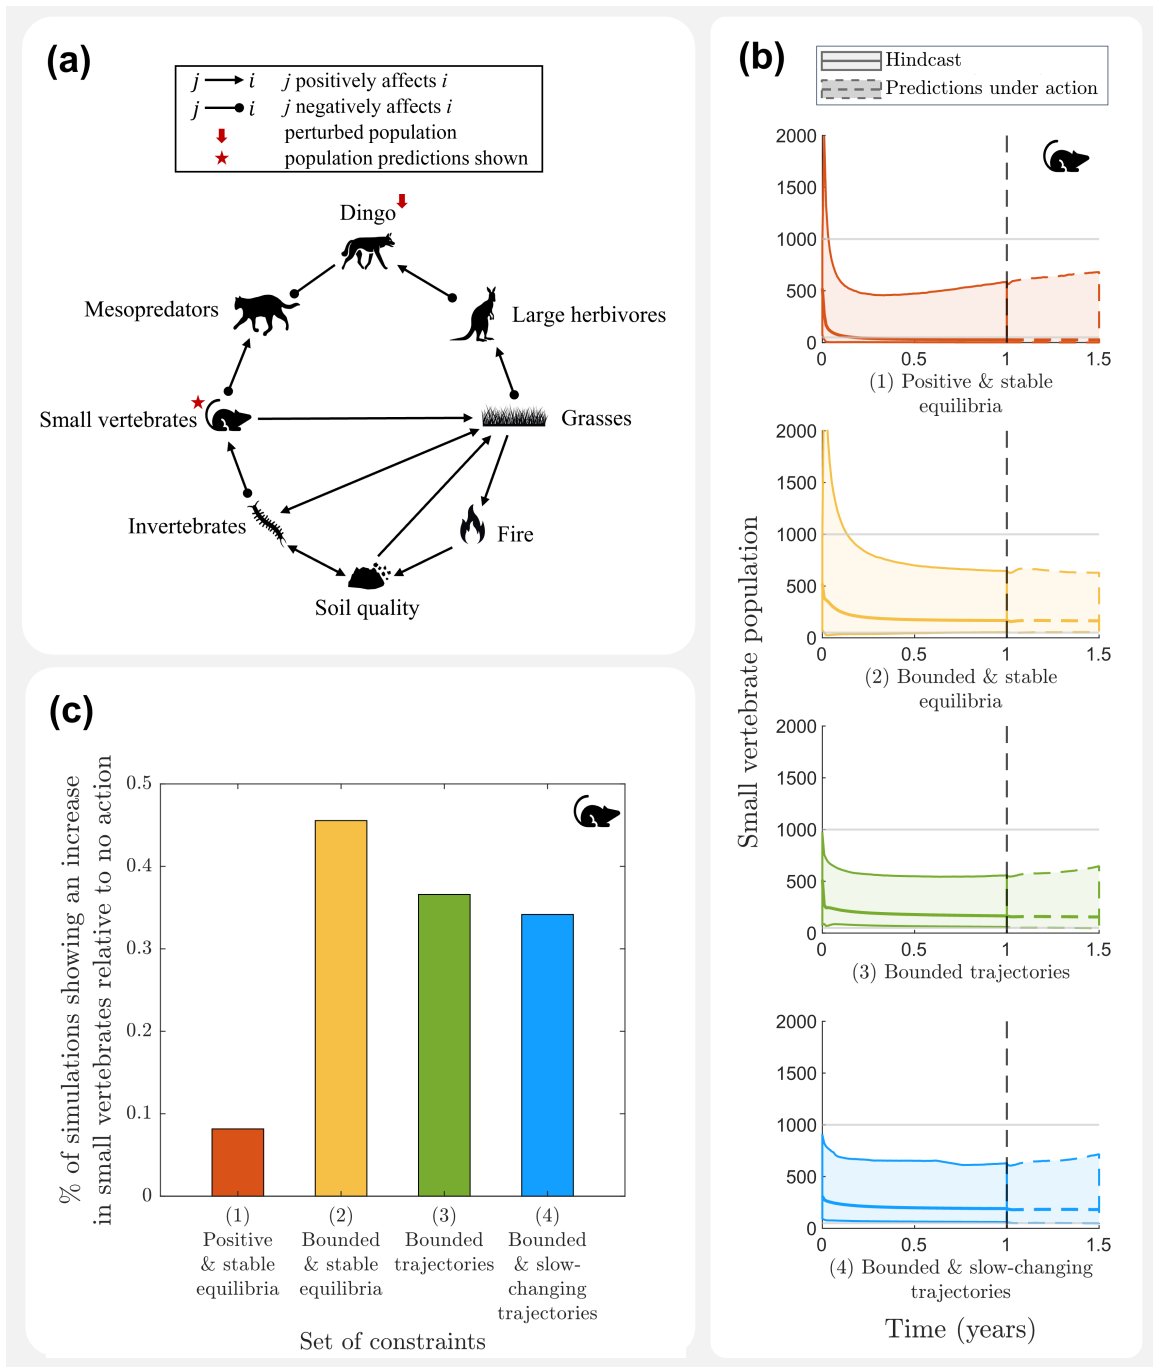 (a)
j i j positively affects i
j i j negatively affects i
perturbed population
population predictions shown
Dingo
Mesopredators
Large herbivores
Small vertebrates
Grasses
Invertebrates
Fire
Soil quality
(b)
Hindcast
Predictions under action
Small vertebrate population
2000
1500
1000
500
0
0 0.5 1 1.5
(1) Positive & stable
equilibria
2000
1500
1000
500
0
0 0.5 1 1.5
(2) Bounded & stable
equilibria
2000
1500
1000
500
0
0 0.5 1 1.5
(3) Bounded trajectories
2000
1500
1000
500
0
0 0.5 1 1.5
(4) Bounded & slow-changing
trajectories
Time (years)
(c)
% of simulations showing an increase
in small vertebrates relative to no action
0.5
0.4
0.3
0.2
0.1
0
(1)
Positive
& stable
equilibria
(2)
Bounded
& stable
equilibria
(3)
Bounded
trajectories
(4)
Bounded
& slow-
changing
trajectories
Set of constraints